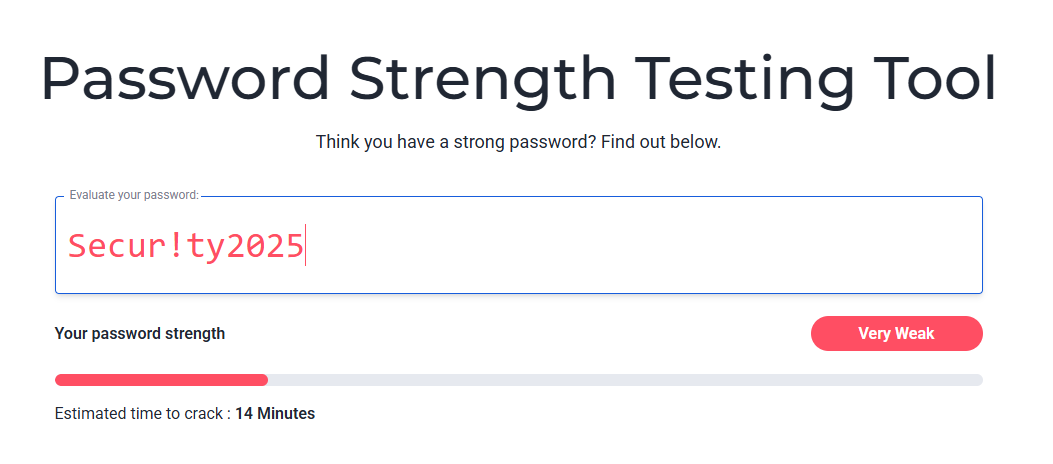 Password Strength Testing Tool
Think you have a strong password? Find out below.
Evaluate your password:
Secur!ty2025
Your password strength
Very Weak
Estimated time to crack : 14 Minutes